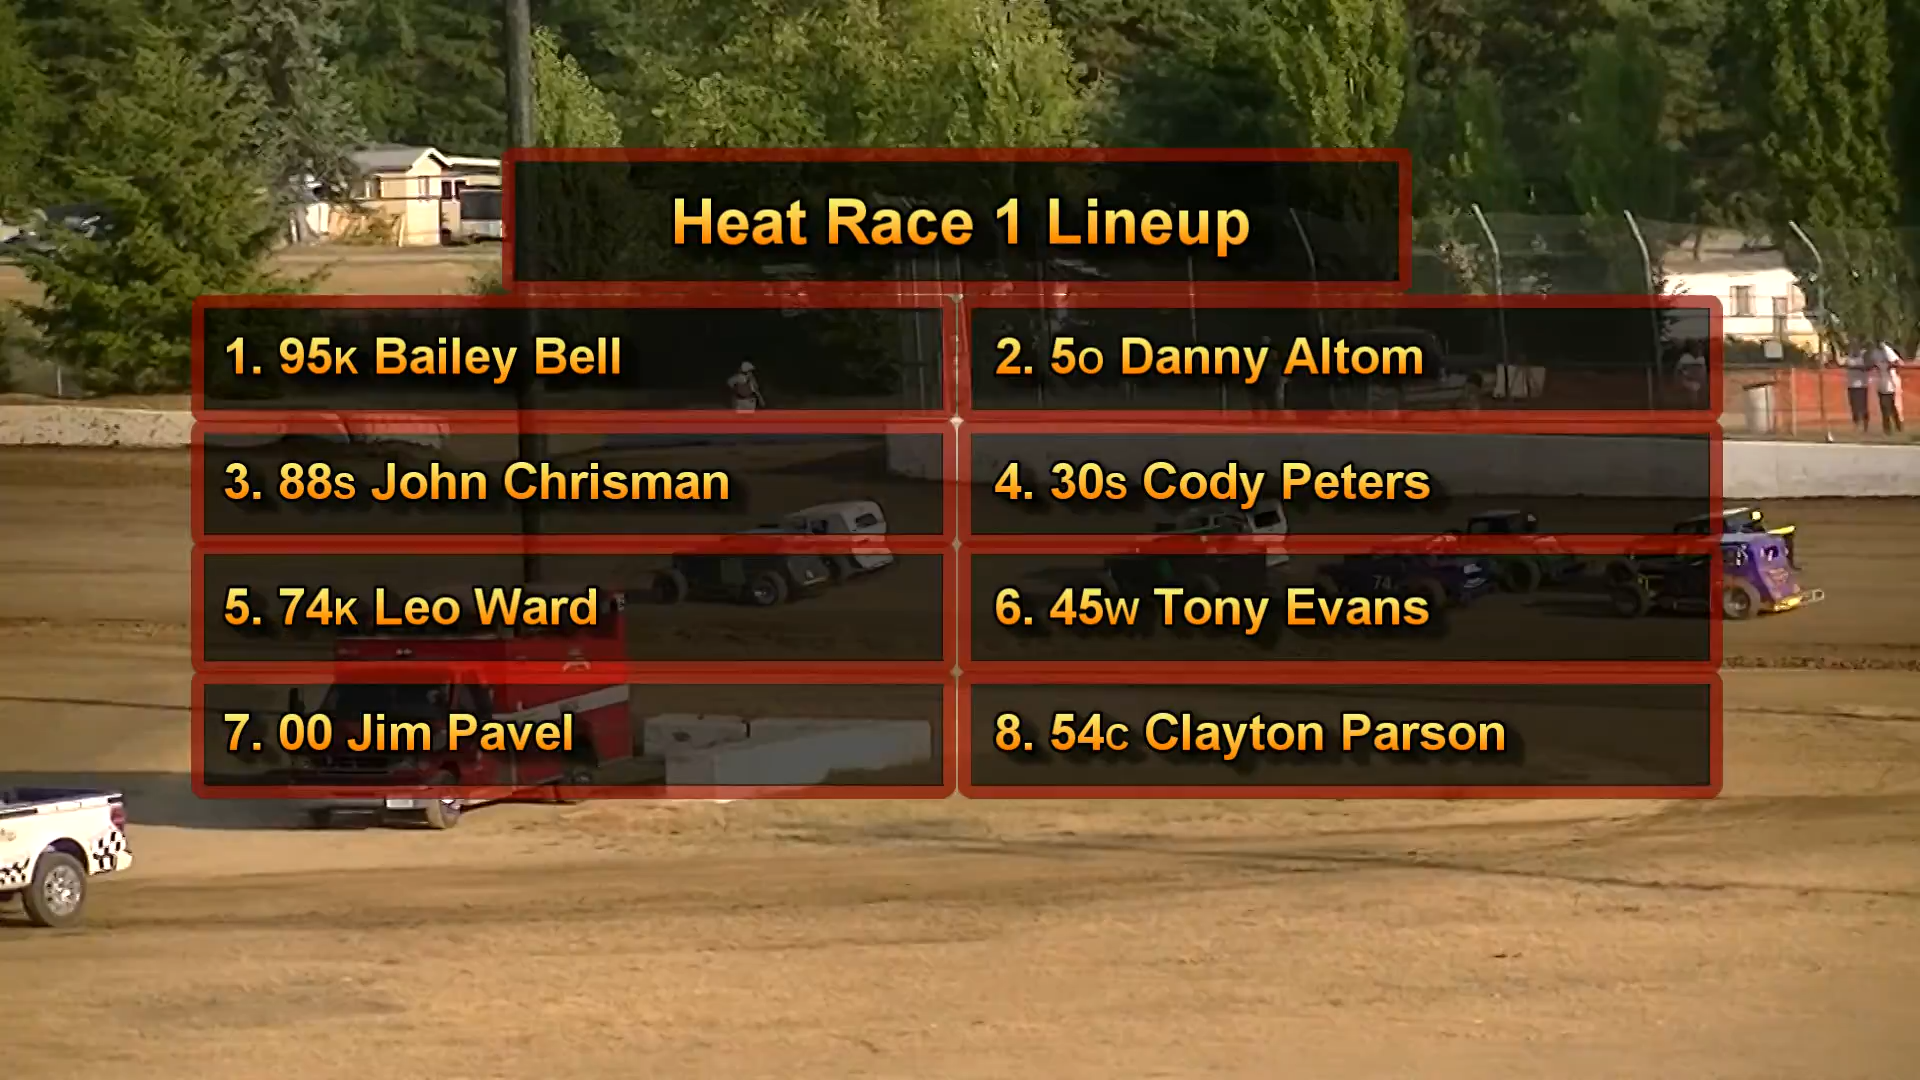 Heat Race 1 Lineup
1. 95K Bailey Bell
2. 5O Danny Altom
3. 88S John Chrisman
4. 30S Cody Peters
5. 74K Leo Ward
6. 45W Tony Evans
7. 00 Jim Pavel
8. 54C Clayton Parson
74